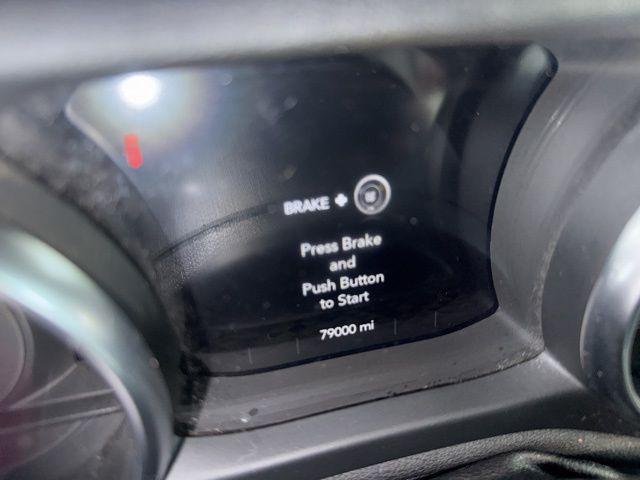 BRAKE +
Press Brake
and
Push Button
to Start
79000 mi